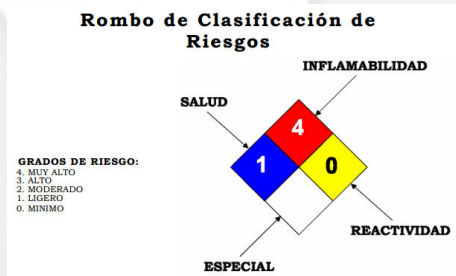 Rombo de Clasificación de
Riesgos
INFLAMABILIDAD
SALUD
4
1
0
GRADOS DE RIESGO:
4. MUY ALTO
3. ALTO
2. MODERADO
1. LIGERO
0. MINIMO
REACTIVIDAD
ESPECIAL